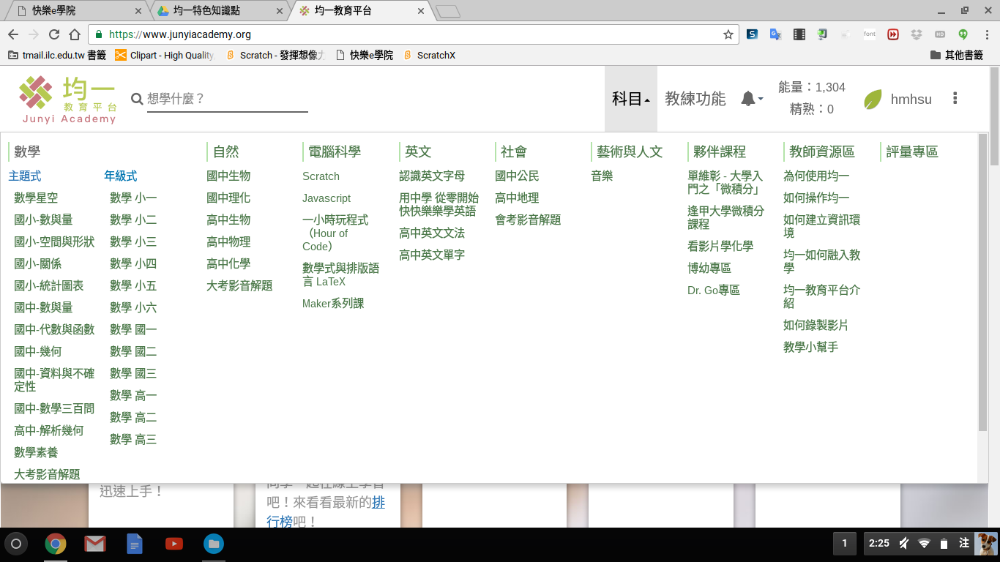 快樂e學院
均一特色知識點
均一教育平台
https://www.junyiacademy.org
font
HD
tmail.ilc.edu.tw 書籤
Clipart - High Quality
Scratch - 發揮想像力
快樂e學院
ScratchX
其他書籤
均一
教育平台
Junyi Academy
想學什麼？
科目
教練功能
能量：1,304
精熟：0
hmhsu
數學
主題式
數學星空
國小-數與量
國小-空間與形狀
國小-關係
國小-統計圖表
國中-數與量
國中-代數與函數
國中-幾何
國中-資料與不確
定性
國中-數學三百問
高中-解析幾何
數學素養
大考影音解題
年級式
數學 小一
數學 小二
數學 小三
數學 小四
數學 小五
數學 小六
數學 國一
數學 國二
數學 國三
數學 高一
數學 高二
數學 高三
自然
國中生物
國中理化
高中生物
高中物理
高中化學
大考影音解題
電腦科學
Scratch
Javascript
一小時玩程式
（Hour of
Code）
數學式與排版語
言 LaTeX
Maker系列課
英文
認識英文字母
用中學 從零開始
快快樂樂學英語
高中英文文法
高中英文單字
社會
國中公民
高中地理
會考影音解題
藝術與人文
音樂
夥伴課程
單維彰 - 大學入
門之「微積分」
逢甲大學微積分
課程
看影片學化學
博幼專區
Dr. Go專區
教師資源區
為何使用均一
如何操作均一
如何建立資訊環
境
均一如何融入教
學
均一教育平台介
紹
如何錄製影片
教學小幫手
評量專區
迅速上手！
同學一起在線上學習
吧！來看看最新的排
行榜吧！
1
2:25
注